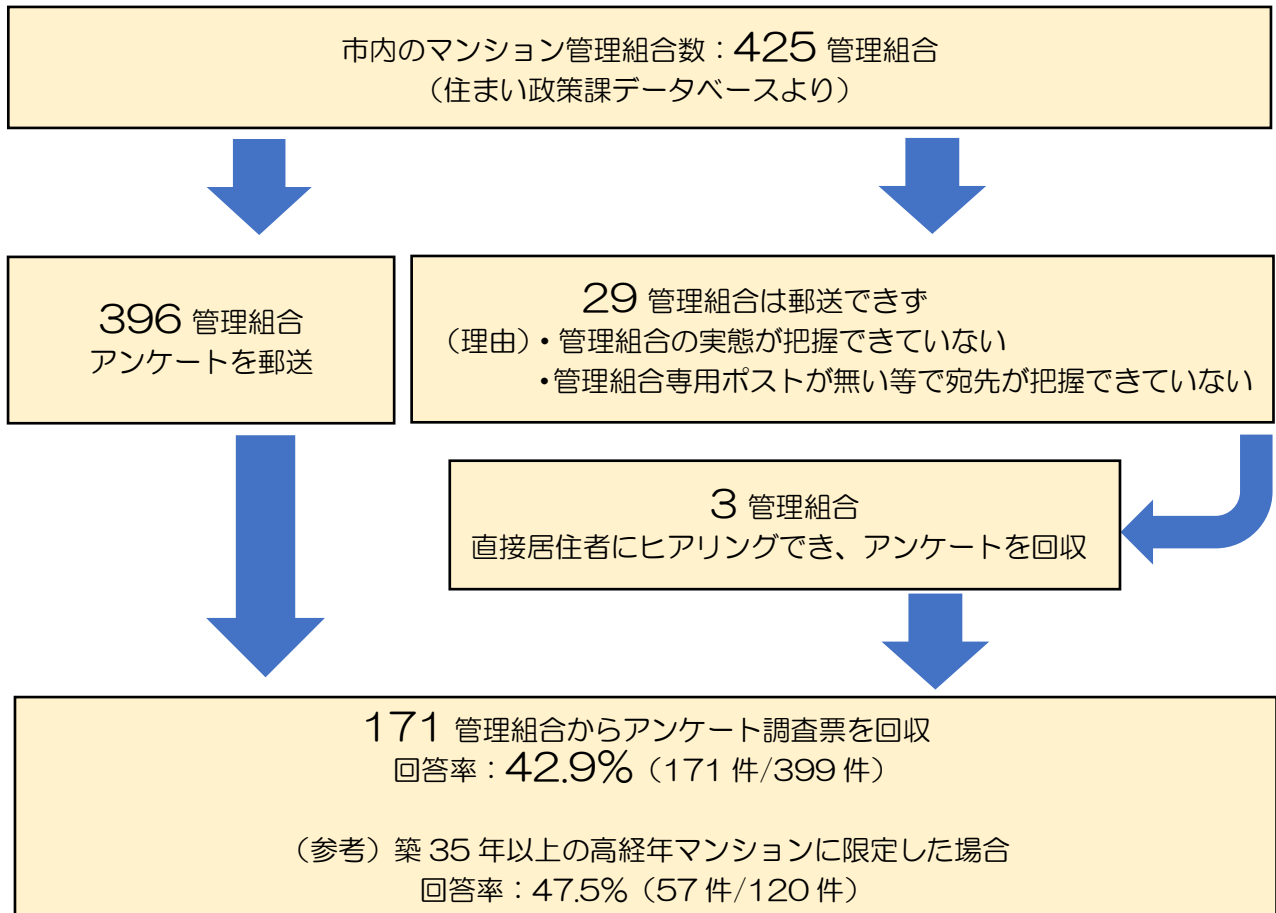 市内のマンション管理組合数：425 管理組合
（住まい政策課データベースより）
396 管理組合
アンケートを郵送
29 管理組合は郵送できず
（理由）・管理組合の実態が把握できていない
・管理組合専用ポストが無い等で宛先が把握できていない
3 管理組合
直接居住者にヒアリングでき、アンケートを回収
171 管理組合からアンケート調査票を回収
回答率：42.9%（171 件/399 件）
（参考）築 35 年以上の高経年マンションに限定した場合
回答率：47.5%（57 件/120 件）